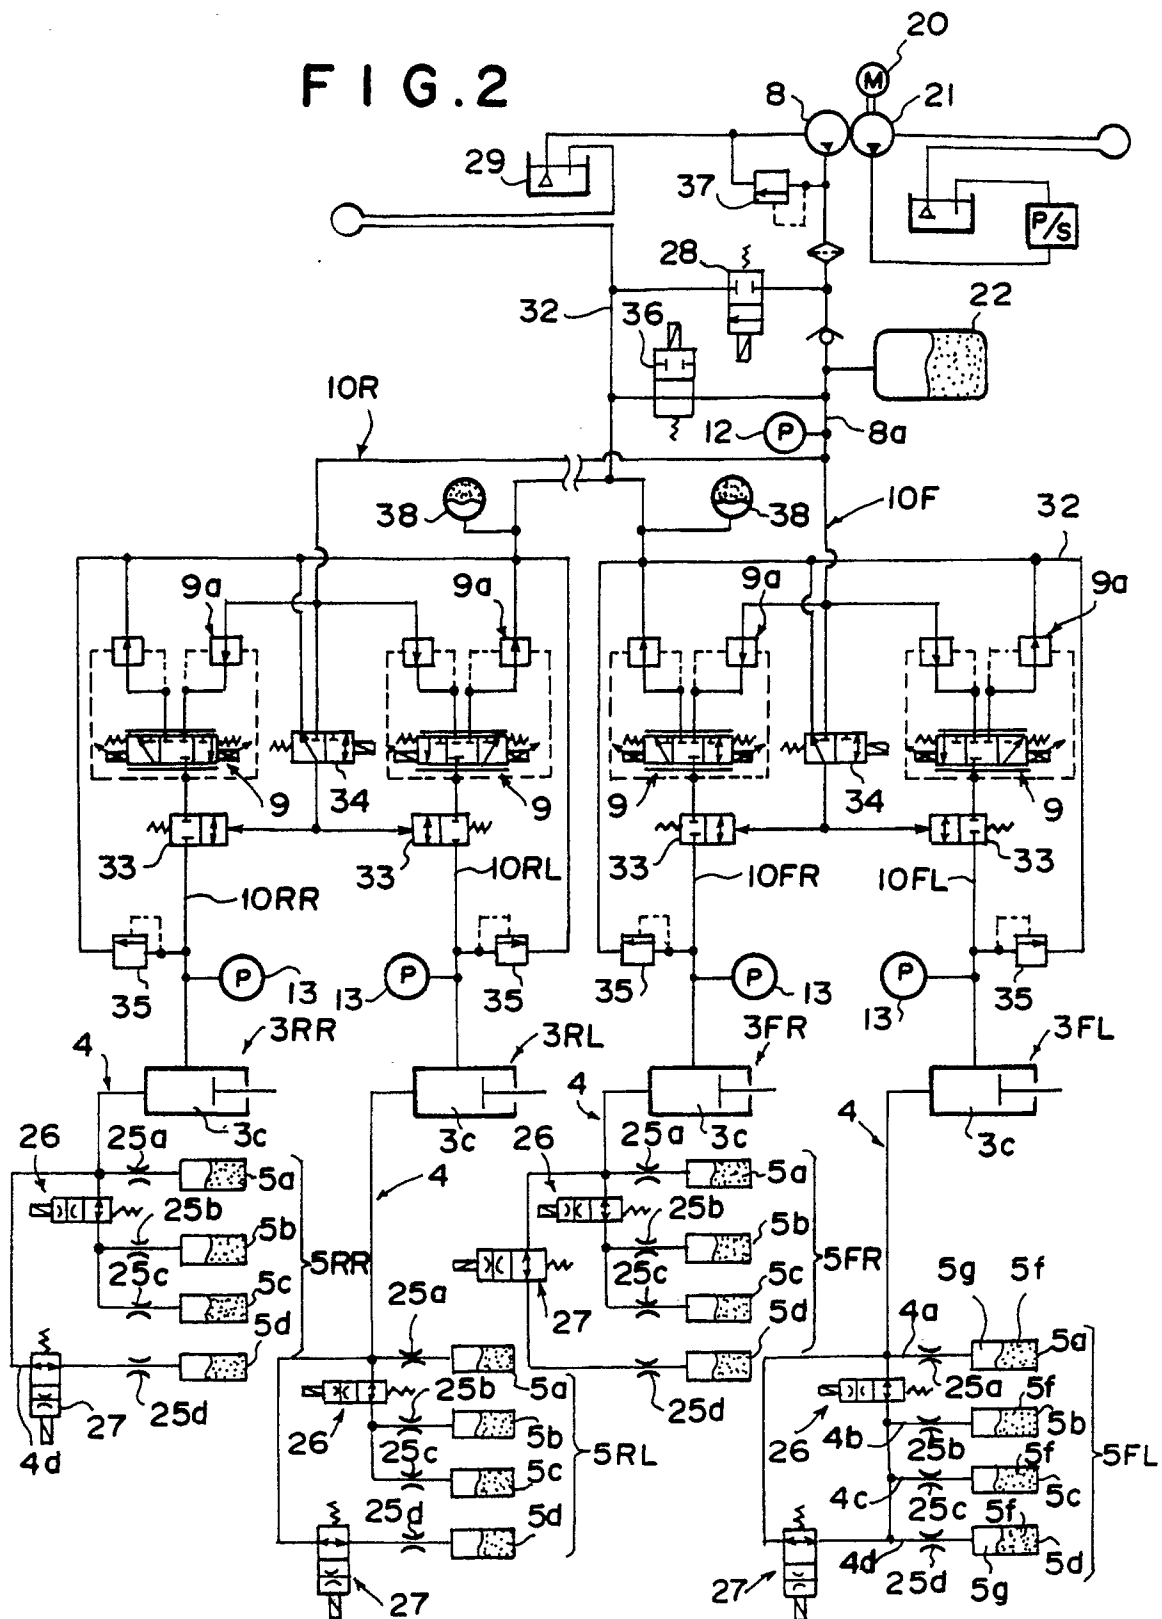 FIG.2
20
M
8
21
29
37
P/S
28
22
32
36
10R
12
P
8a
38
38
10F
32
9a
9a
9a
9a
9
34
9
9
34
9
33
33
33
33
10RR
10RL
10FR
10FL
P
P
P
P
35
13
13
35
35
13
13
35
3RR
3RL
3FR
3FL
4
4
4
3c
3c
3c
3c
26
25a
5a
4
26
25a
5a
25b
5b
25b
5b
25c
5c
5RR
25c
5c
5FR
5d
25a
27
5d
5g
5f
4a
5a
27
25d
5a
25d
25a
5f
4d
26
25b
5b
26
4b
25b
5b
25c
5c
5RL
5f
5FL
4c
25c
5c
25d
5d
5f
4d
25d
5d
27
27
5g